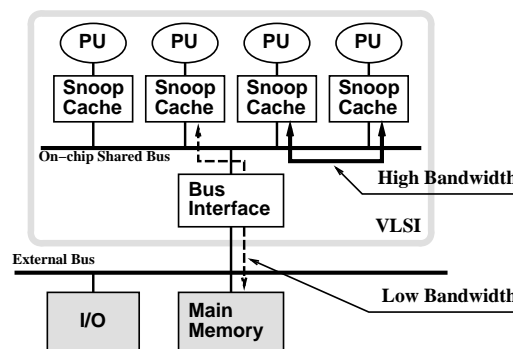 PU PU PU PU
Snoop Cache Snoop Cache Snoop Cache Snoop Cache
On-chip Shared Bus
High Bandwidth
Bus
Interface
VLSI
External Bus
Low Bandwidth
I/O
Main
Memory